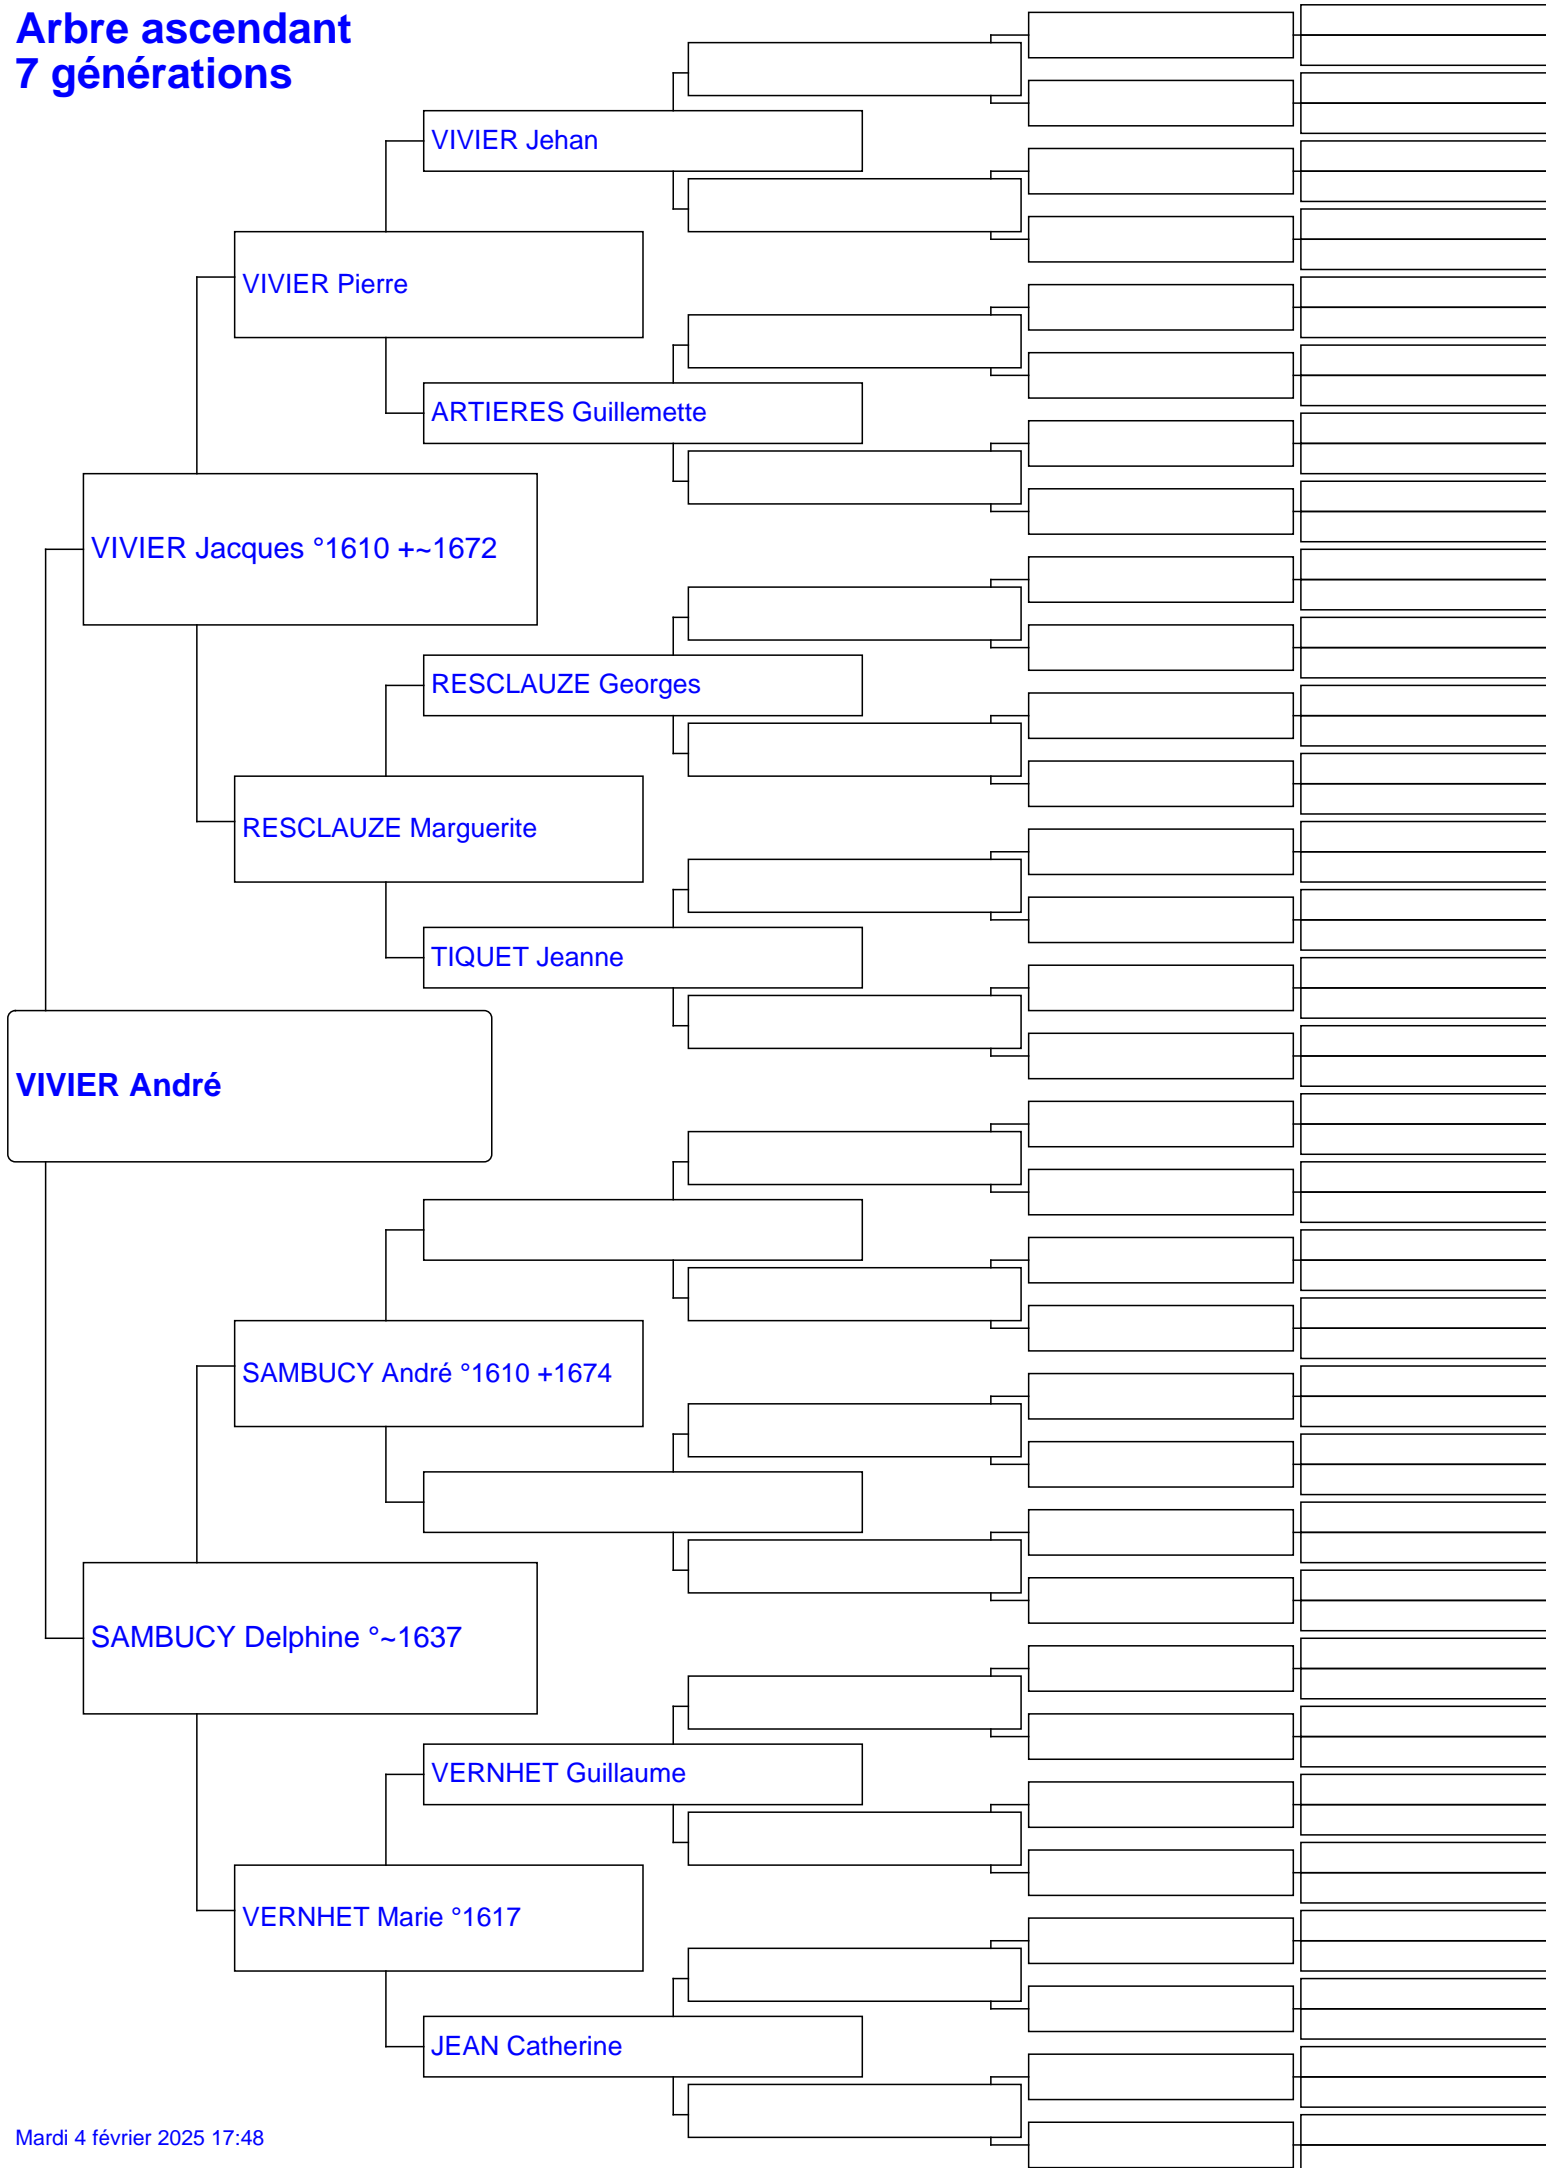 Arbre ascendant
7 générations
VIVIER Jehan
VIVIER Pierre
ARTIERES Guillemette
VIVIER Jacques °1610 +~1672
RESCLAUZE Georges
RESCLAUZE Marguerite
TIQUET Jeanne
VIVIER André
SAMBUCY André °1610 +1674
SAMBUCY Delphine °~1637
VERNHET Guillaume
VERNHET Marie °1617
JEAN Catherine
Mardi 4 février 2025 17:48